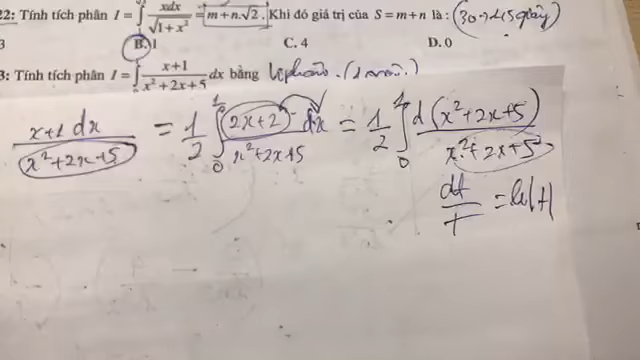 22: Tính tích phân I = ∫ xdx / √(1+x²) = m+n.√2. Khi đó giá trị của S = m+n là: (30->45 giây)
3 B. 1 C. 4 D. 0
3: Tính tích phân I = ∫ (x+1) / (x²+2x+5) dx bằng (1 nữa.)
x+1 dx / x²+2x+5 = 1/2 ∫₀¹ (2x+2) dx / x²+2x+5 = 1/2 ∫₀¹ d(x²+2x+5) / x²+2x+5
dt/t = ln|t|